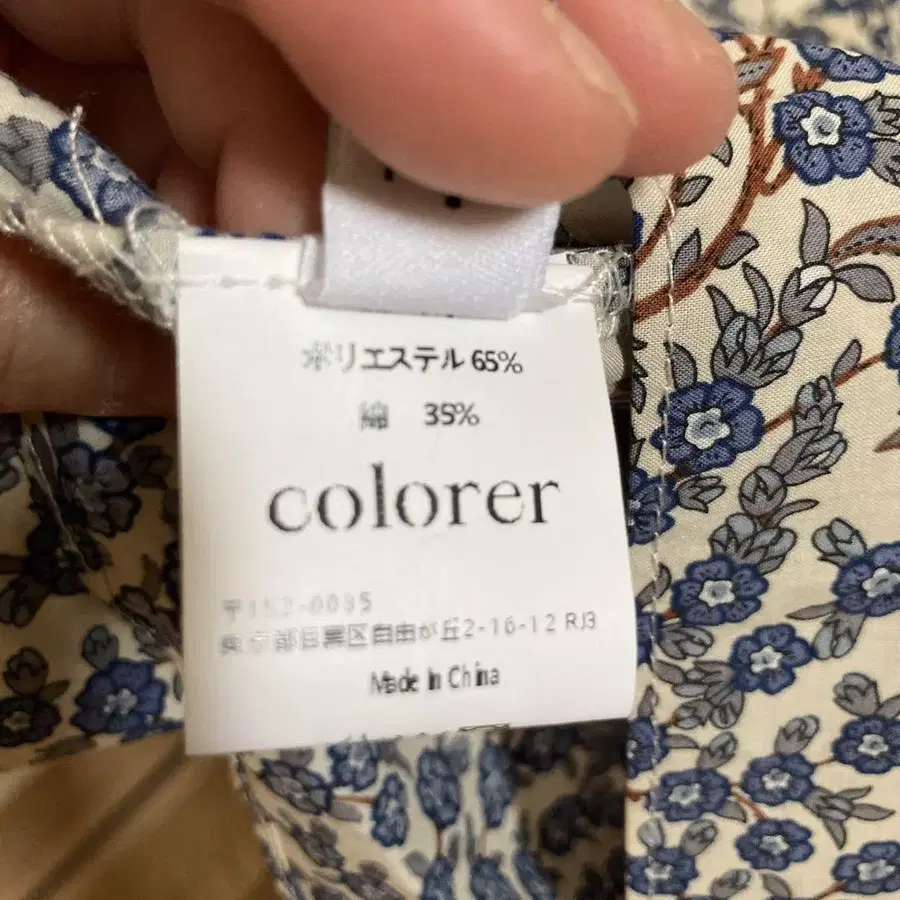 ポリエステル 65%
綿 35%
colorer
〒152-0035
東京都目黒区自由が丘2-16-12 RJ3
Made In China